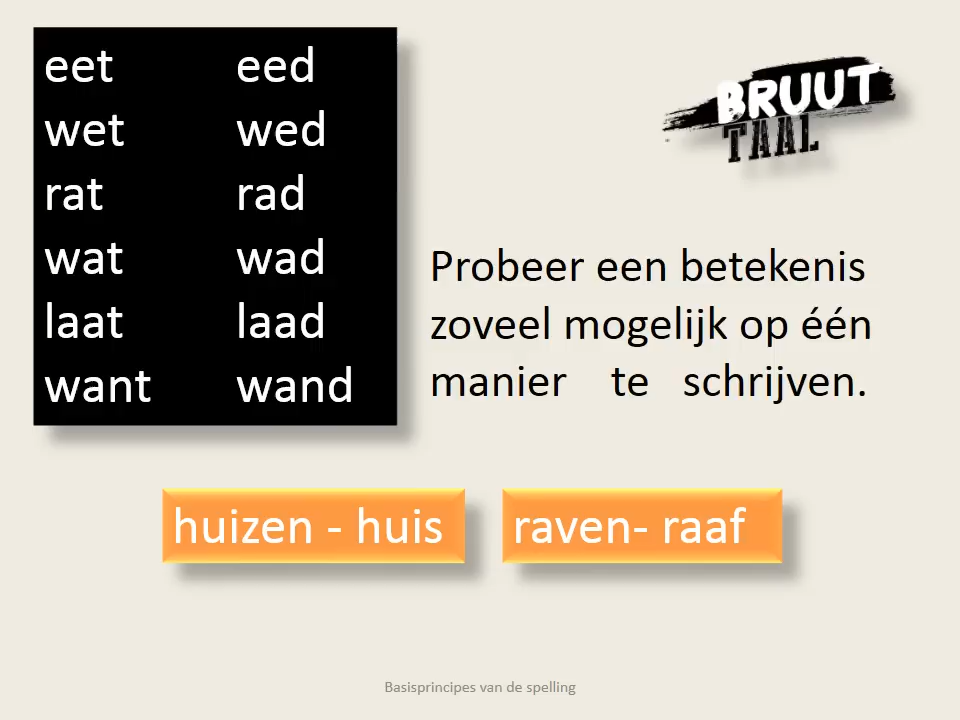 eet eed
wet wed
rat rad
wat wad
laat laad
want wand
BRUUT
TAAL
Probeer een betekenis
zoveel mogelijk op één
manier te schrijven.
huizen - huis
raven- raaf
Basisprincipes van de spelling